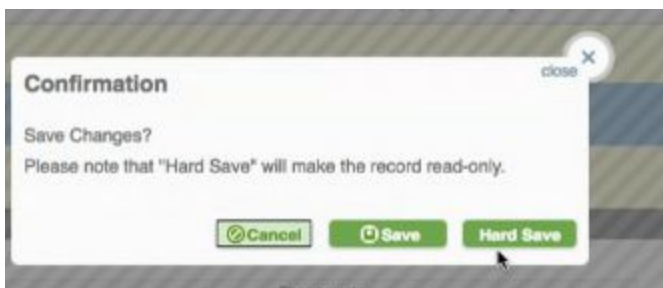 close
Confirmation
Save Changes?
Please note that "Hard Save" will make the record read-only.
Cancel Save Hard Save